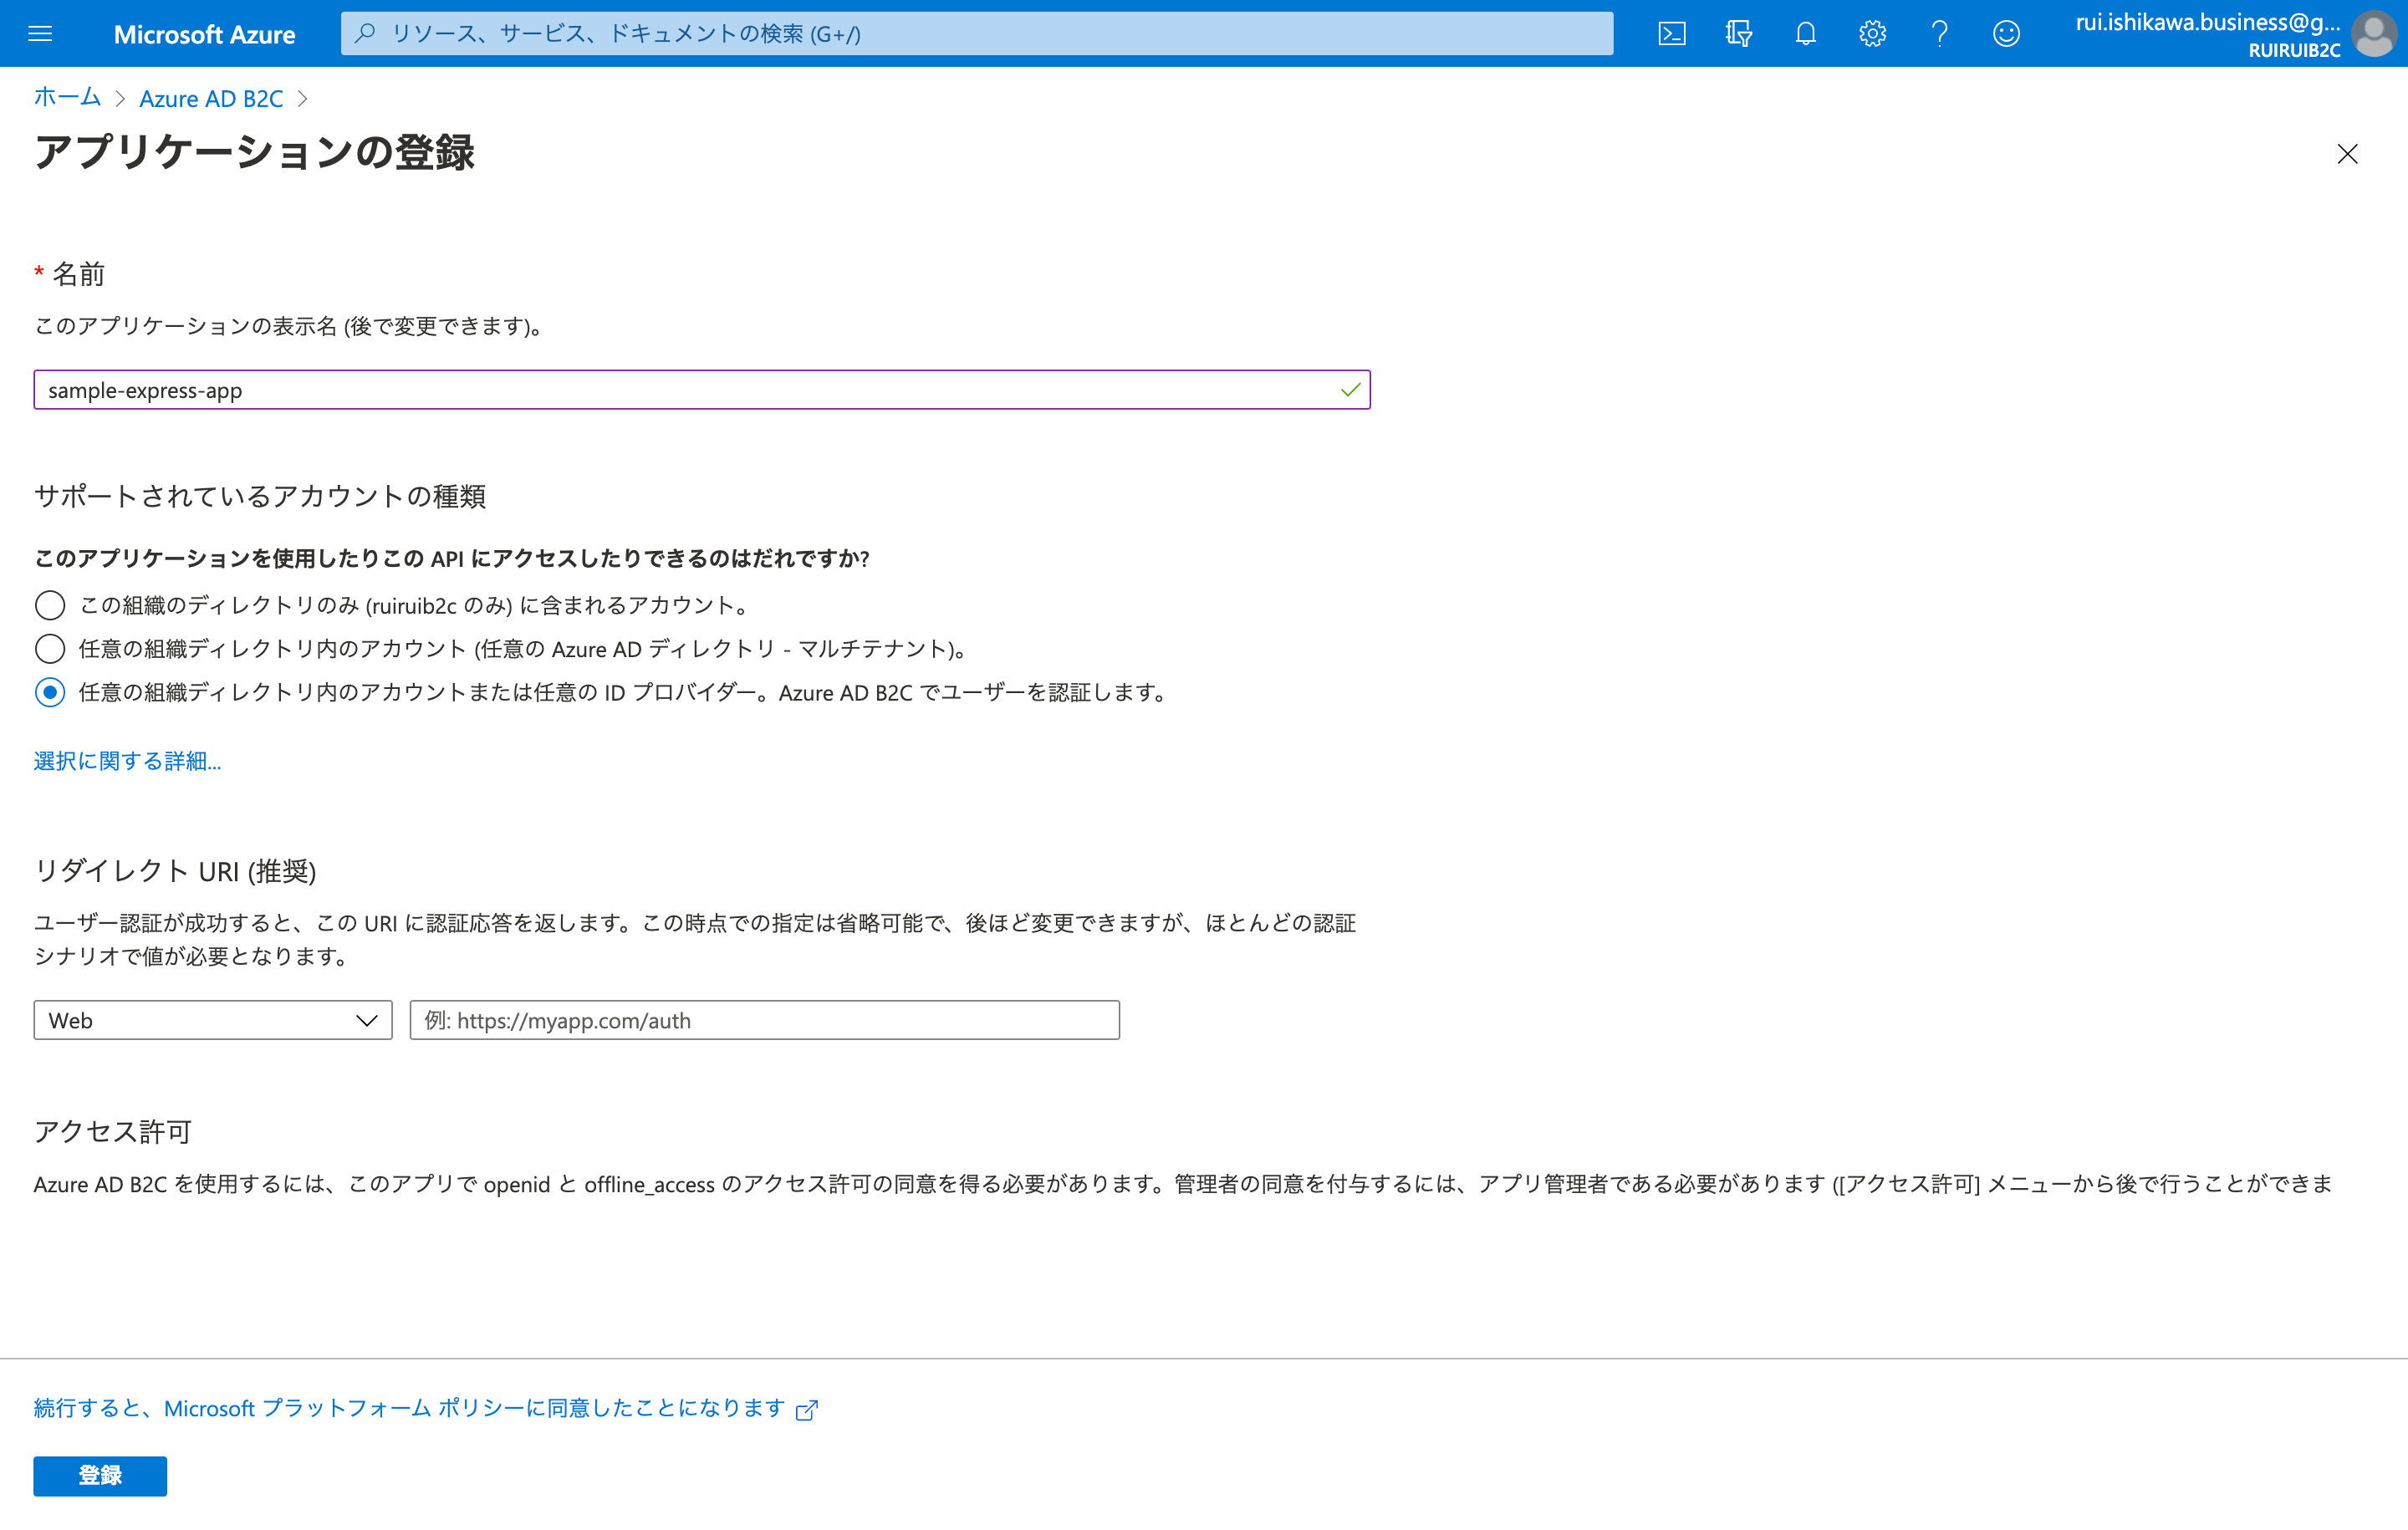 Microsoft Azure
リソース、サービス、ドキュメントの検索 (G+/)
rui.ishikawa.business@g...
RUIRUIB2C
ホーム > Azure AD B2C >
アプリケーションの登録
* 名前
このアプリケーションの表示名 (後で変更できます)。
sample-express-app
サポートされているアカウントの種類
このアプリケーションを使用したりこの API にアクセスしたりできるのはだれですか?
この組織のディレクトリのみ (ruiruib2c のみ) に含まれるアカウント。
任意の組織ディレクトリ内のアカウント (任意の Azure AD ディレクトリ - マルチテナント)。
任意の組織ディレクトリ内のアカウントまたは任意の ID プロバイダー。Azure AD B2C でユーザーを認証します。
選択に関する詳細...
リダイレクト URI (推奨)
ユーザー認証が成功すると、この URI に認証応答を返します。この時点での指定は省略可能で、後ほど変更できますが、ほとんどの認証
シナリオで値が必要となります。
Web
例: https://myapp.com/auth
アクセス許可
Azure AD B2C を使用するには、このアプリで openid と offline_access のアクセス許可の同意を得る必要があります。管理者の同意を付与するには、アプリ管理者である必要があります ([アクセス許可] メニューから後で行うことができま
続行すると、Microsoft プラットフォーム ポリシーに同意したことになります
登録